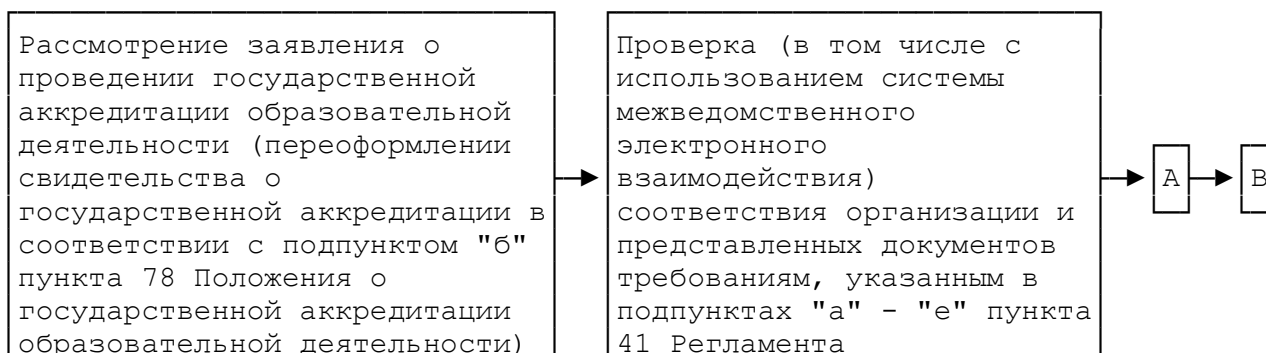 Рассмотрение заявления о
проведении государственной
аккредитации образовательной
деятельности (переоформлении
свидетельства о
государственной аккредитации в
соответствии с подпунктом "б"
пункта 78 Положения о
государственной аккредитации
образовательной деятельности)
Проверка (в том числе с
использованием системы
межведомственного
электронного
взаимодействия)
соответствия организации и
представленных документов
требованиям, указанным в
подпунктах "а" - "е" пункта
41 Регламента
А
В